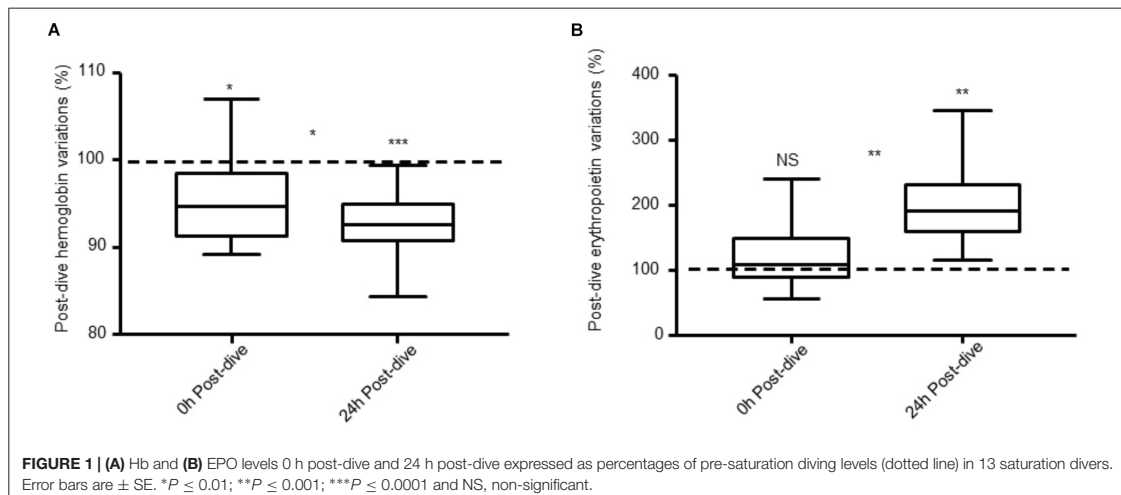 A
Post-dive hemoglobin variations (%)
110
100
90
80
*
*
***
0h Post-dive
24h Post-dive
B
Post-dive erythropoietin variations (%)
400
300
200
100
0
NS
**
**
0h Post-dive
24h Post-dive
FIGURE 1 | (A) Hb and (B) EPO levels 0 h post-dive and 24 h post-dive expressed as percentages of pre-saturation diving levels (dotted line) in 13 saturation divers.
Error bars are ± SE. *P ≤ 0.01; **P ≤ 0.001; ***P ≤ 0.0001 and NS, non-significant.